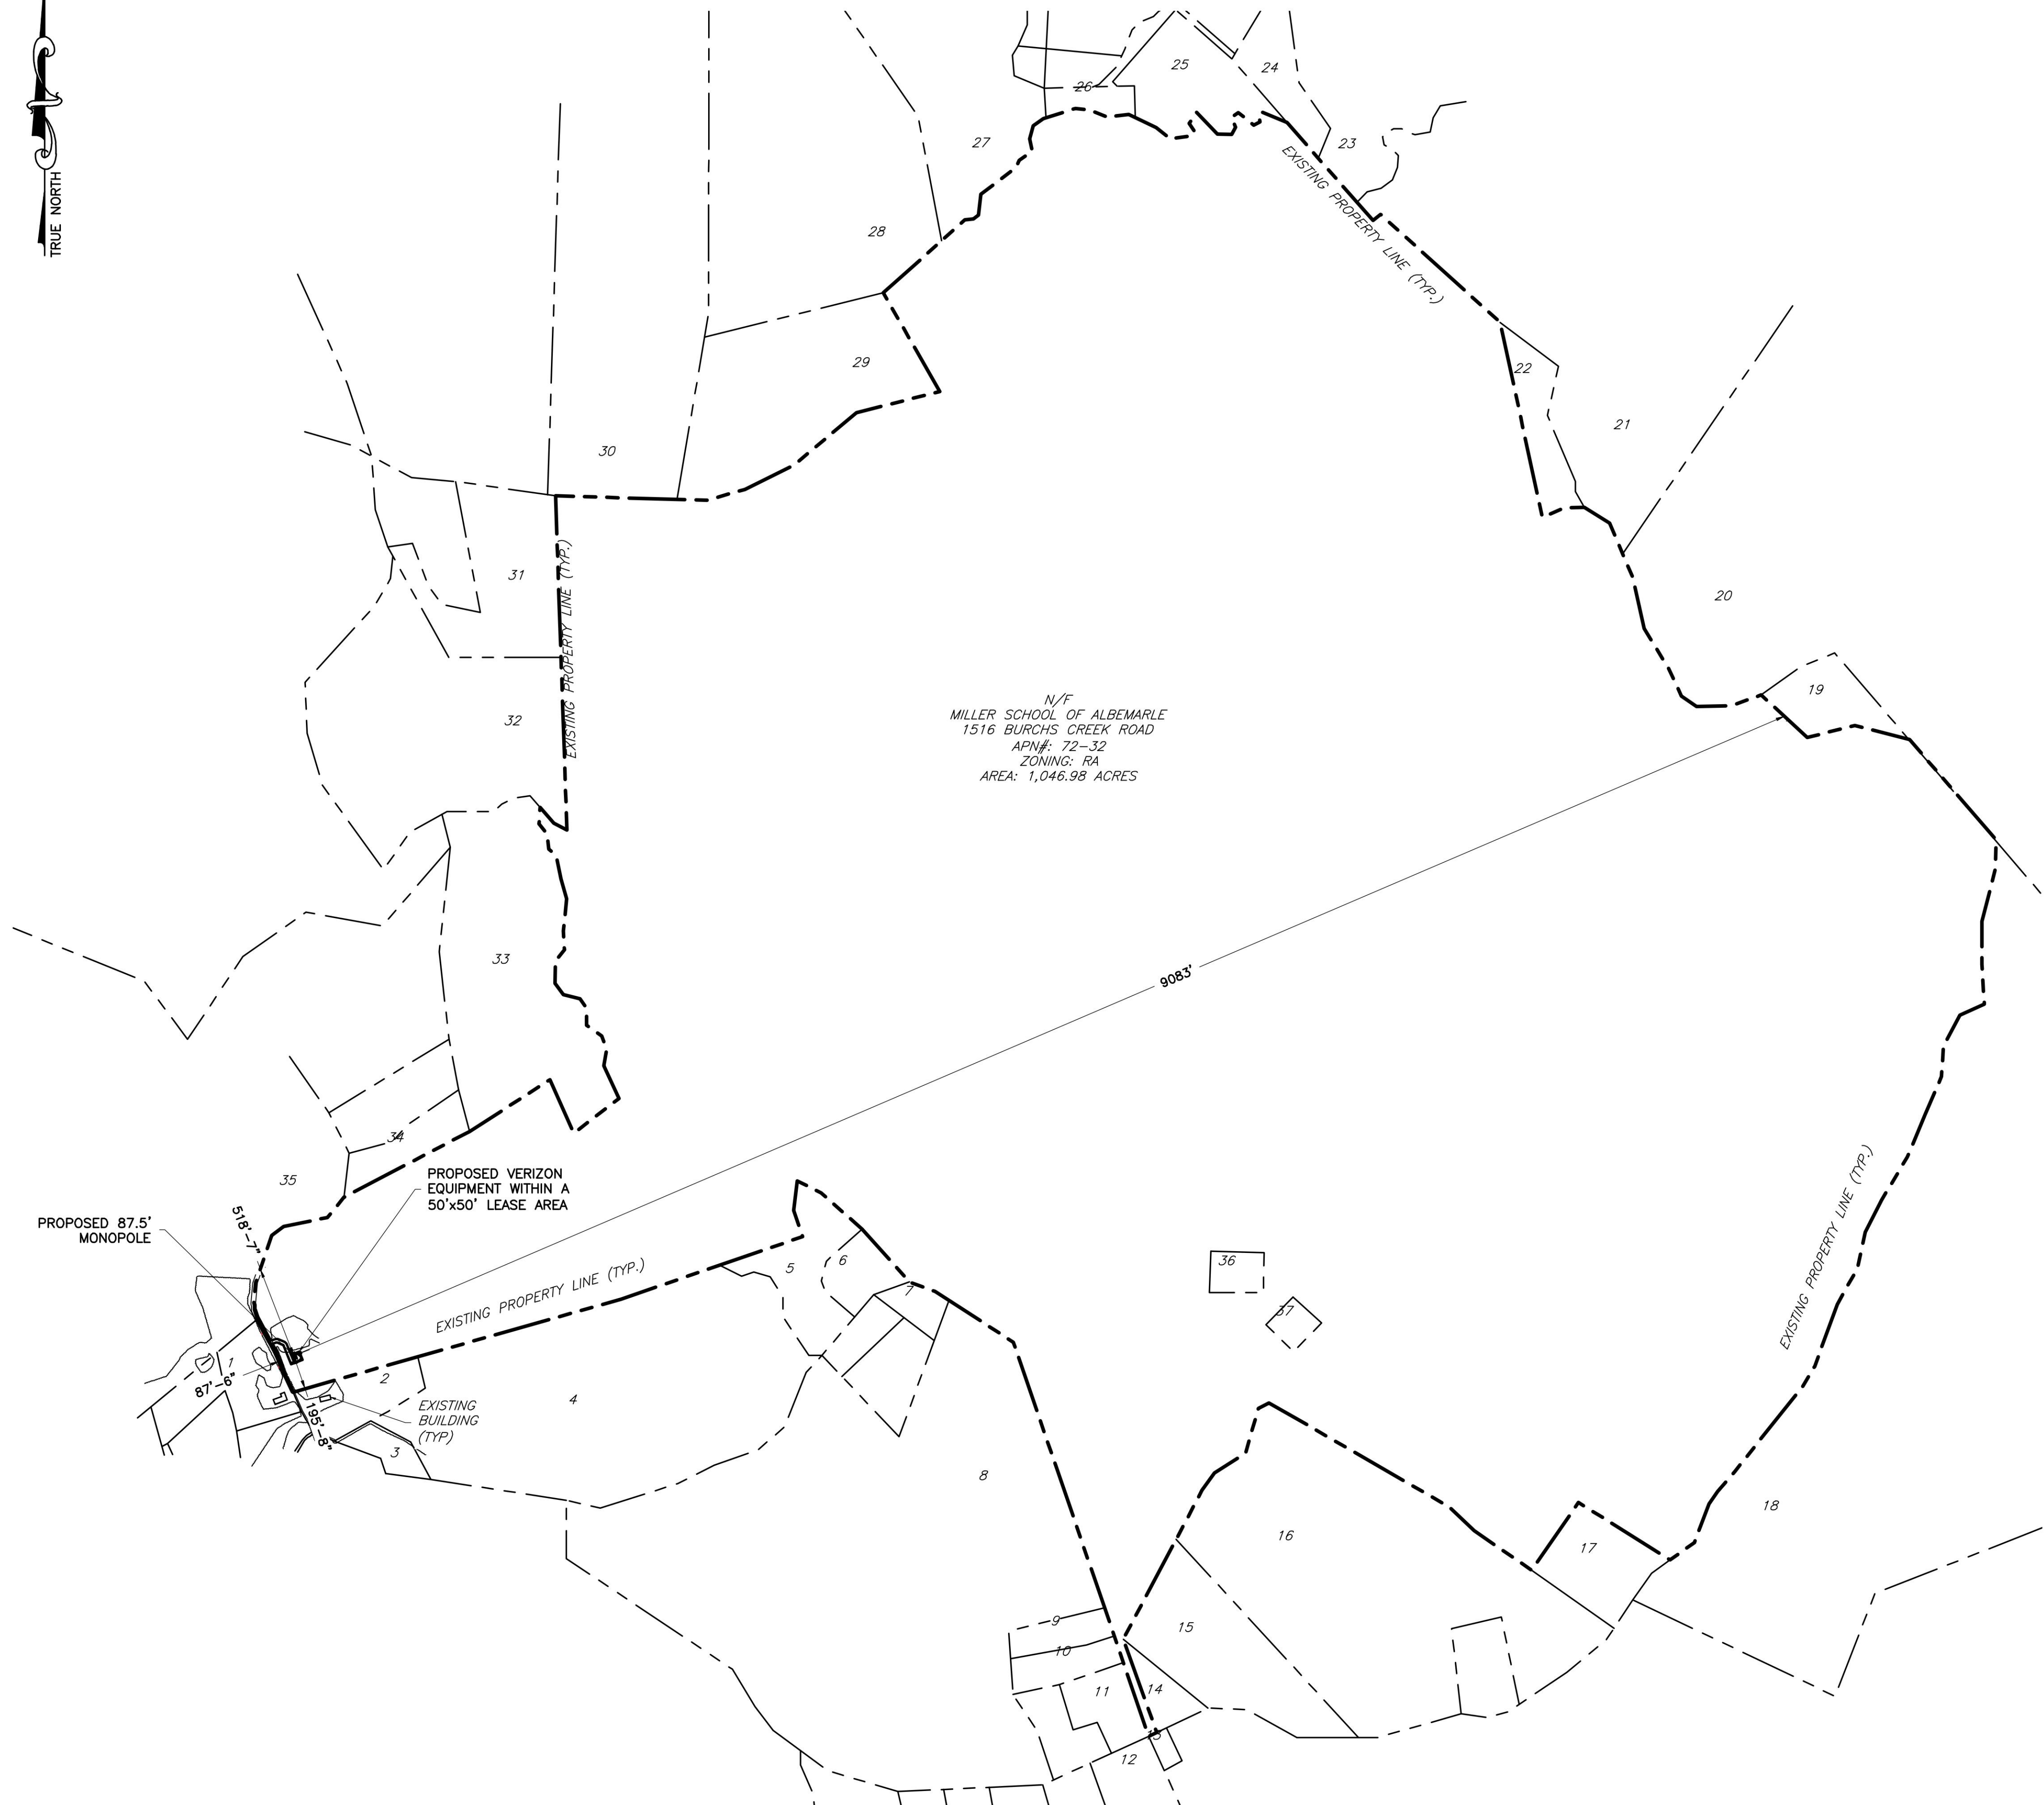 TRUE NORTH
26
25
24
23
27
28
EXISTING PROPERTY LINE (TYP.)
29
22
21
30
31
EXISTING PROPERTY LINE (TYP.)
20
32
19
N/F
MILLER SCHOOL OF ALBEMARLE
1516 BURCHS CREEK ROAD
APN#: 72-32
ZONING: RA
AREA: 1,046.98 ACRES
33
9083'
34
35
PROPOSED VERIZON
EQUIPMENT WITHIN A
50'x50' LEASE AREA
PROPOSED 87.5'
MONOPOLE
518'-7"
EXISTING PROPERTY LINE (TYP.)
5
6
7
36
37
EXISTING PROPERTY LINE (TYP.)
1
87'-6"
2
4
EXISTING
BUILDING
(TYP)
195'-8"
3
8
16
17
18
9
10
15
11
14
13
12